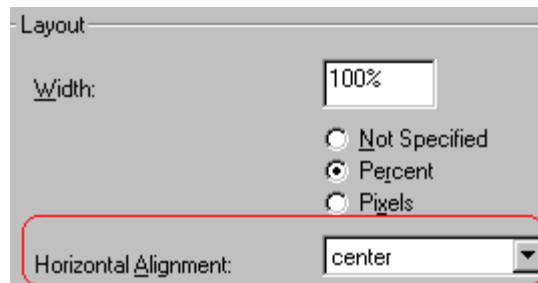 Layout
Width:
100%
Not Specified
Percent
Pixels
Horizontal Alignment:
center